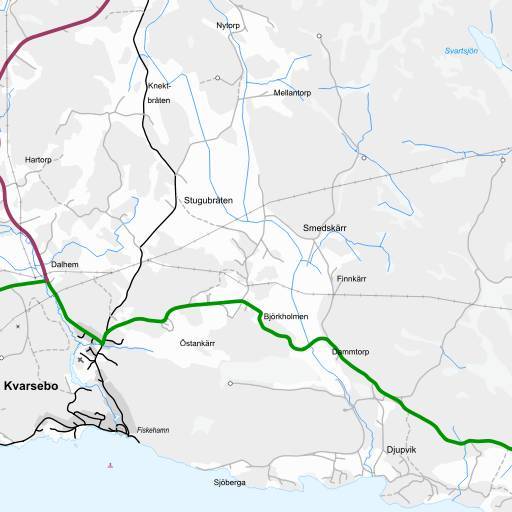 Nytorp
Svartsjön
Knekt-
bråten
Mellantorp
Hartorp
Stugubråten
Smedskärr
Dalhem
Finnkärr
Björkholmen
Östankärr
Dammtorp
Kvarsebo
Fiskehamn
Djupvik
Sjöberga